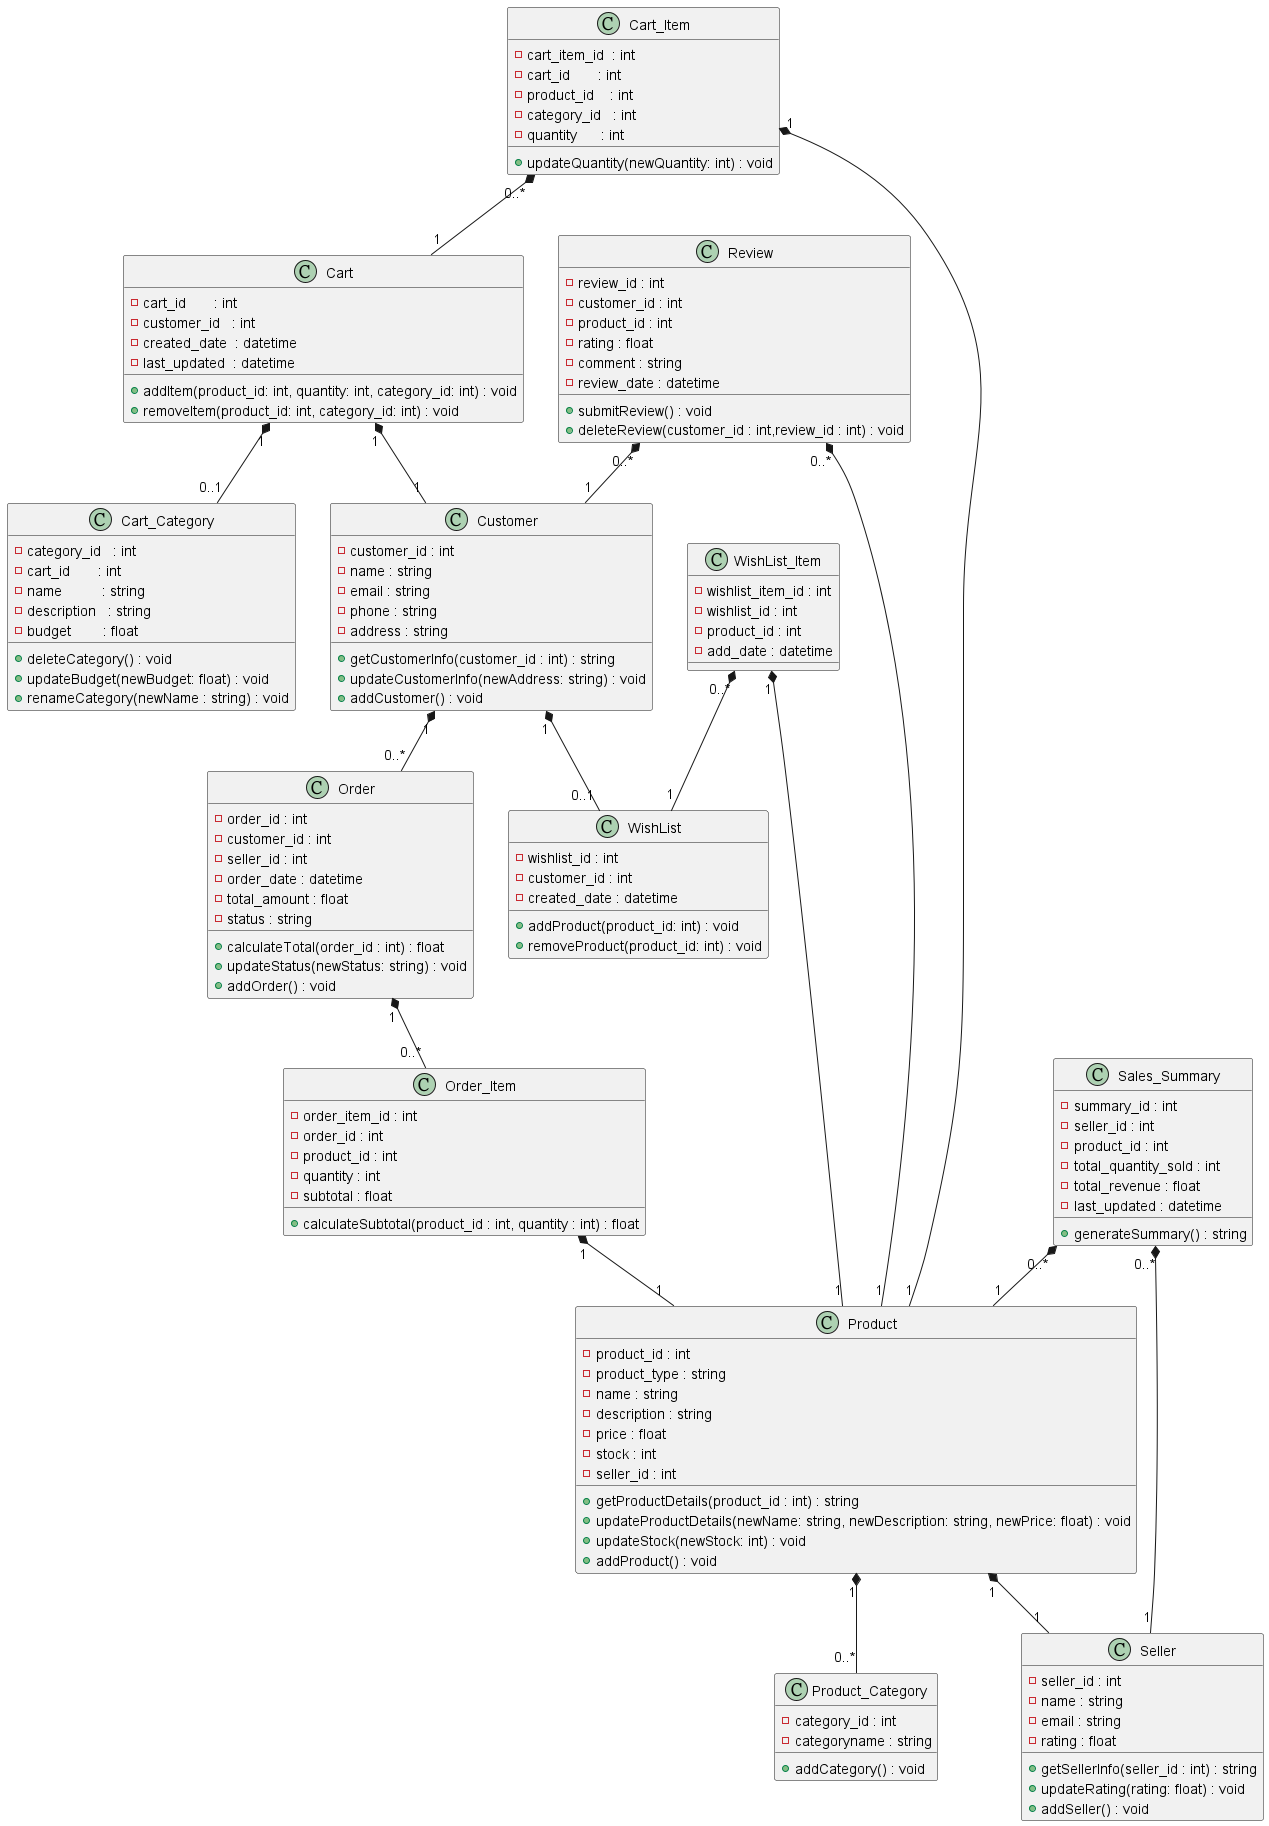 C Cart_Item
cart_item_id : int
cart_id : int
product_id : int
category_id : int
quantity : int
updateQuantity(newQuantity: int) : void
1
0..*
1
C Cart
cart_id : int
customer_id : int
created_date : datetime
last_updated : datetime
addItem(product_id: int, quantity: int, category_id: int) : void
removeItem(product_id: int, category_id: int) : void
C Review
review_id : int
customer_id : int
product_id : int
rating : float
comment : string
review_date : datetime
submitReview() : void
deleteReview(customer_id : int,review_id : int) : void
1
1
0..*
0..*
0..1
1
1
C Cart_Category
category_id : int
cart_id : int
name : string
description : string
budget : float
deleteCategory() : void
updateBudget(newBudget: float) : void
renameCategory(newName : string) : void
C Customer
customer_id : int
name : string
email : string
phone : string
address : string
getCustomerInfo(customer_id : int) : string
updateCustomerInfo(newAddress: string) : void
addCustomer() : void
C WishList_Item
wishlist_item_id : int
wishlist_id : int
product_id : int
add_date : datetime
0..*
1
1
1
0..*
0..1
1
C Order
order_id : int
customer_id : int
seller_id : int
order_date : datetime
total_amount : float
status : string
calculateTotal(order_id : int) : float
updateStatus(newStatus: string) : void
addOrder() : void
C WishList
wishlist_id : int
customer_id : int
created_date : datetime
addProduct(product_id: int) : void
removeProduct(product_id: int) : void
1
0..*
C Order_Item
order_item_id : int
order_id : int
product_id : int
quantity : int
subtotal : float
calculateSubtotal(product_id : int, quantity : int) : float
C Sales_Summary
summary_id : int
seller_id : int
product_id : int
total_quantity_sold : int
total_revenue : float
last_updated : datetime
generateSummary() : string
1
0..*
0..*
1
1
1
1
1
C Product
product_id : int
product_type : string
name : string
description : string
price : float
stock : int
seller_id : int
getProductDetails(product_id : int) : string
updateProductDetails(newName: string, newDescription: string, newPrice: float) : void
updateStock(newStock: int) : void
addProduct() : void
1
1
1
1
0..*
C Product_Category
category_id : int
categoryname : string
addCategory() : void
C Seller
seller_id : int
name : string
email : string
rating : float
getSellerInfo(seller_id : int) : string
updateRating(rating: float) : void
addSeller() : void